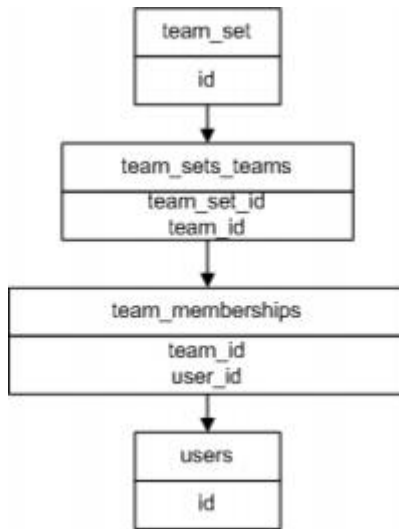 team_set
id
team_sets_teams
team_set_id
team_id
team_memberships
team_id
user_id
users
id